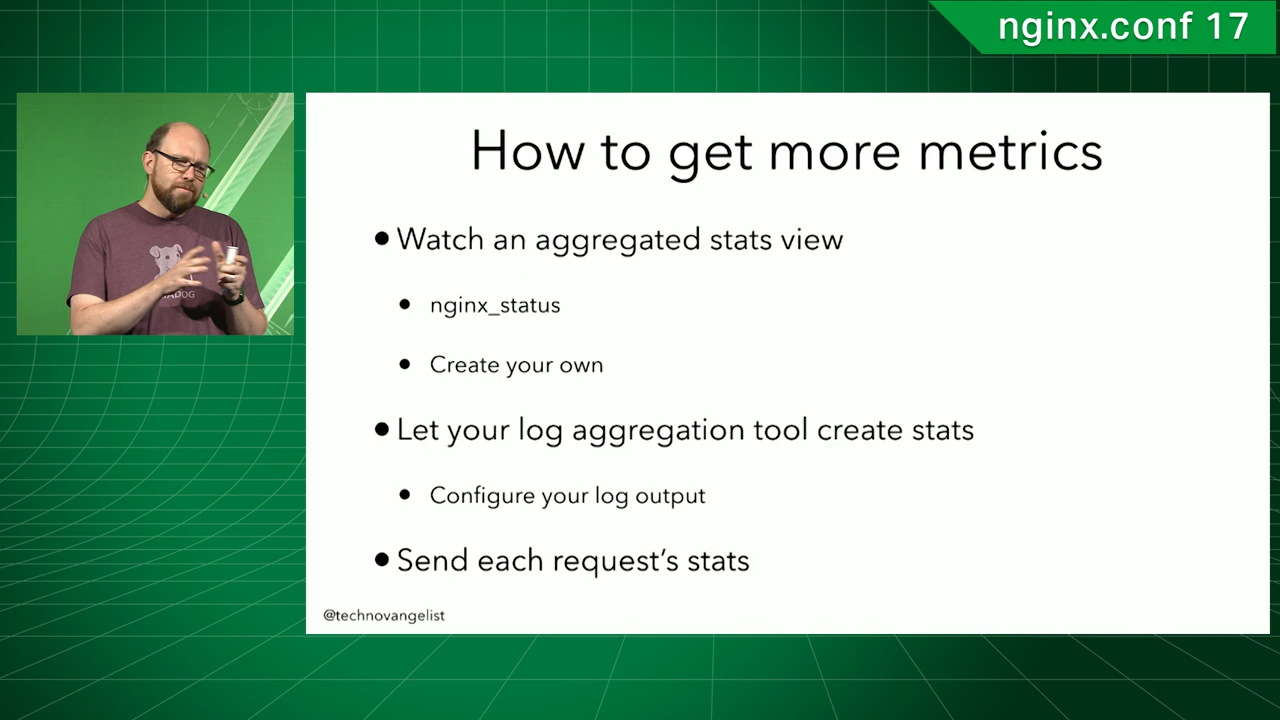 nginx.conf 17
How to get more metrics
Watch an aggregated stats view
nginx_status
Create your own
Let your log aggregation tool create stats
Configure your log output
Send each request's stats
@technovangelist